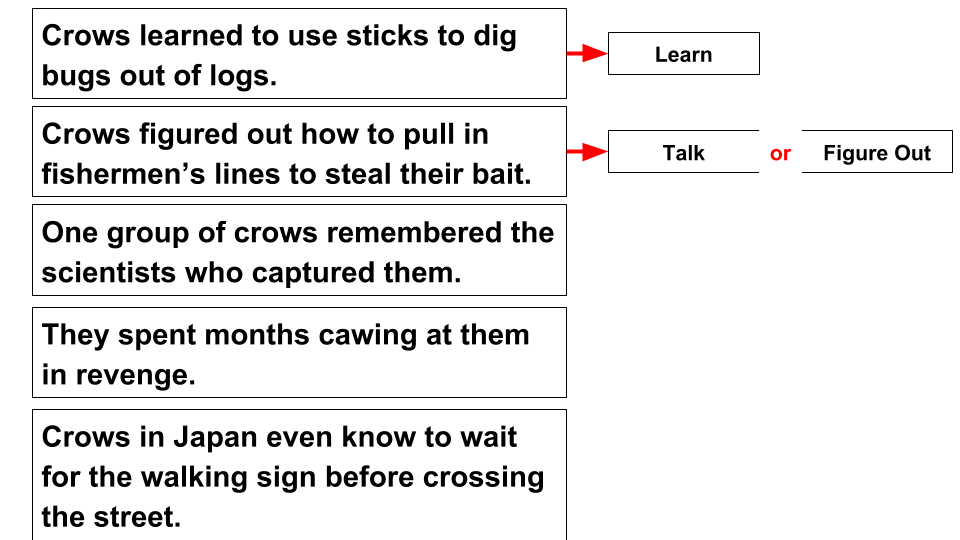 Crows learned to use sticks to dig
bugs out of logs.
Learn
Crows figured out how to pull in
fishermen’s lines to steal their bait.
Talk or Figure Out
One group of crows remembered the
scientists who captured them.
They spent months cawing at them
in revenge.
Crows in Japan even know to wait
for the walking sign before crossing
the street.